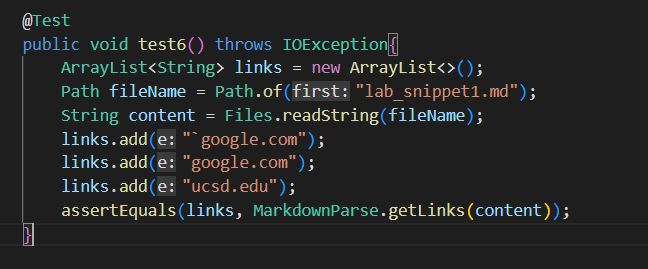 @Test
public void test6() throws IOException{
ArrayList<String> links = new ArrayList<>();
Path fileName = Path.of(first: "lab_snippet1.md");
String content = Files.readString(fileName);
links.add(e: "`google.com");
links.add(e: "google.com");
links.add(e: "ucsd.edu");
assertEquals(links, MarkdownParse.getLinks(content));
}